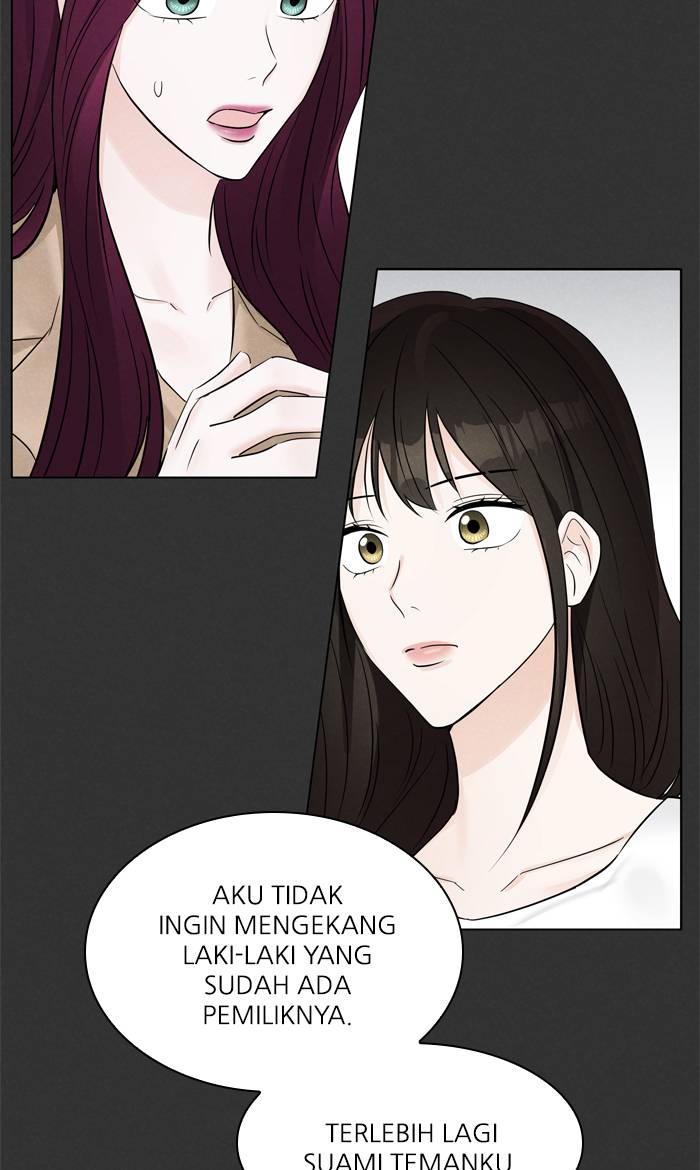 AKU TIDAK
INGIN MENGEKANG
LAKI-LAKI YANG
SUDAH ADA
PEMILIKNYA.
TERLEBIH LAGI
SUAMI TEMANKU